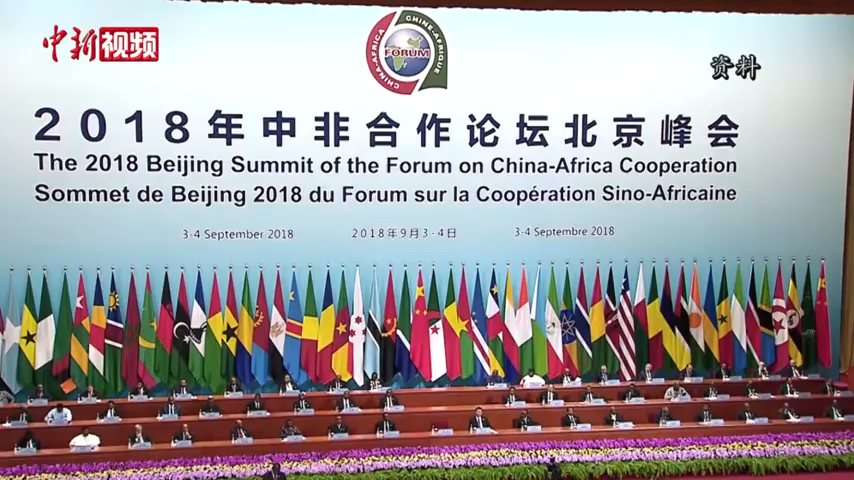 中新视频
CHINA-AFRICA CHINE-AFRIQUE
FORUM
资料
2018年中非合作论坛北京峰会
The 2018 Beijing Summit of the Forum on China-Africa Cooperation
Sommet de Beijing 2018 du Forum sur la Coopération Sino-Africaine
3-4 September 2018 2018年9月3-4日 3-4 Septembre 2018